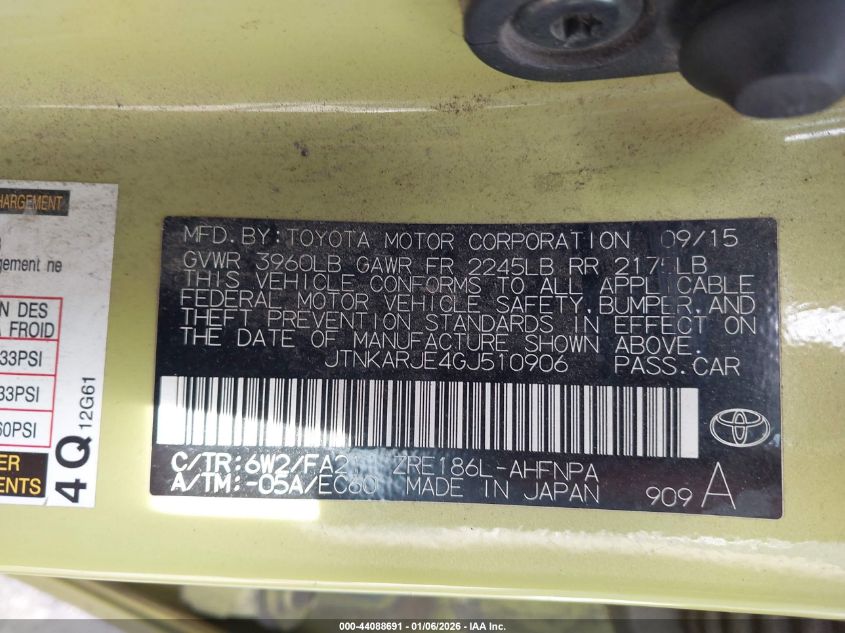 HARGEMENT
gement ne
N DES
A FROID
33PSI
33PSI
60PSI
ER
ENTS
4Q
12G61
MFD. BY: TOYOTA MOTOR CORPORATION 09/15
GVWR 3960LB GAWR FR 2245LB RR 2175LB
THIS VEHICLE CONFORMS TO ALL APPLICABLE
FEDERAL MOTOR VEHICLE SAFETY, BUMPER, AND
THEFT PREVENTION STANDARDS IN EFFECT ON
THE DATE OF MANUFACTURE SHOWN ABOVE.
JTNKARJE4GJ510906 PASS. CAR
C/TR: 6W2/FA2 ZRE186L-AHFNPA
A/TM: -05A/EC60 MADE IN JAPAN 909 A
000-44088691 - 01/06/2026 - IAA Inc.